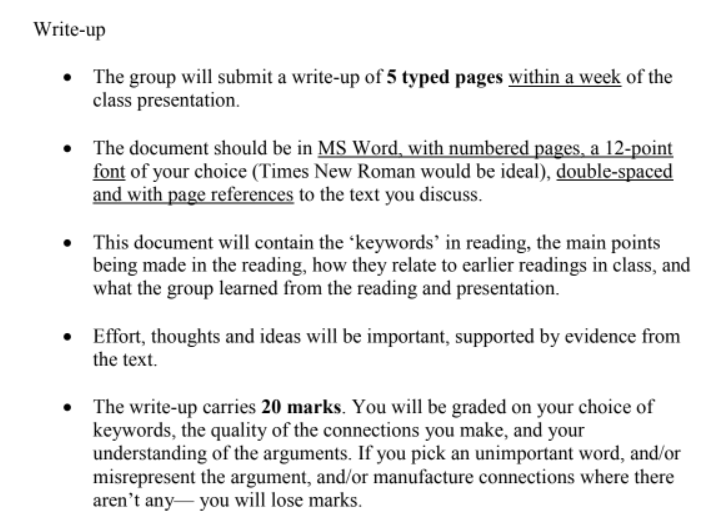 Write-up
• The group will submit a write-up of 5 typed pages within a week of the
class presentation.
• The document should be in MS Word, with numbered pages, a 12-point
font of your choice (Times New Roman would be ideal), double-spaced
and with page references to the text you discuss.
• This document will contain the ‘keywords’ in reading, the main points
being made in the reading, how they relate to earlier readings in class, and
what the group learned from the reading and presentation.
• Effort, thoughts and ideas will be important, supported by evidence from
the text.
• The write-up carries 20 marks. You will be graded on your choice of
keywords, the quality of the connections you make, and your
understanding of the arguments. If you pick an unimportant word, and/or
misrepresent the argument, and/or manufacture connections where there
aren’t any— you will lose marks.